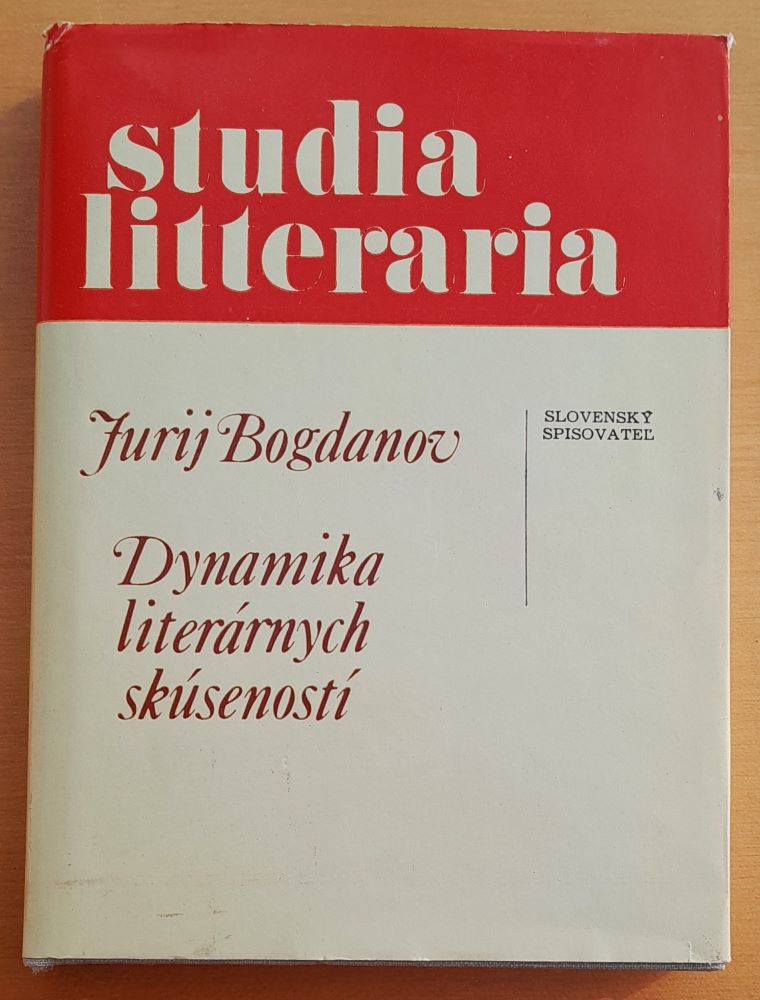 studia
litteraria
Jurij Bogdanov
SLOVENSKÝ
SPISOVATEĽ
Dynamika
literárnych
skúseností